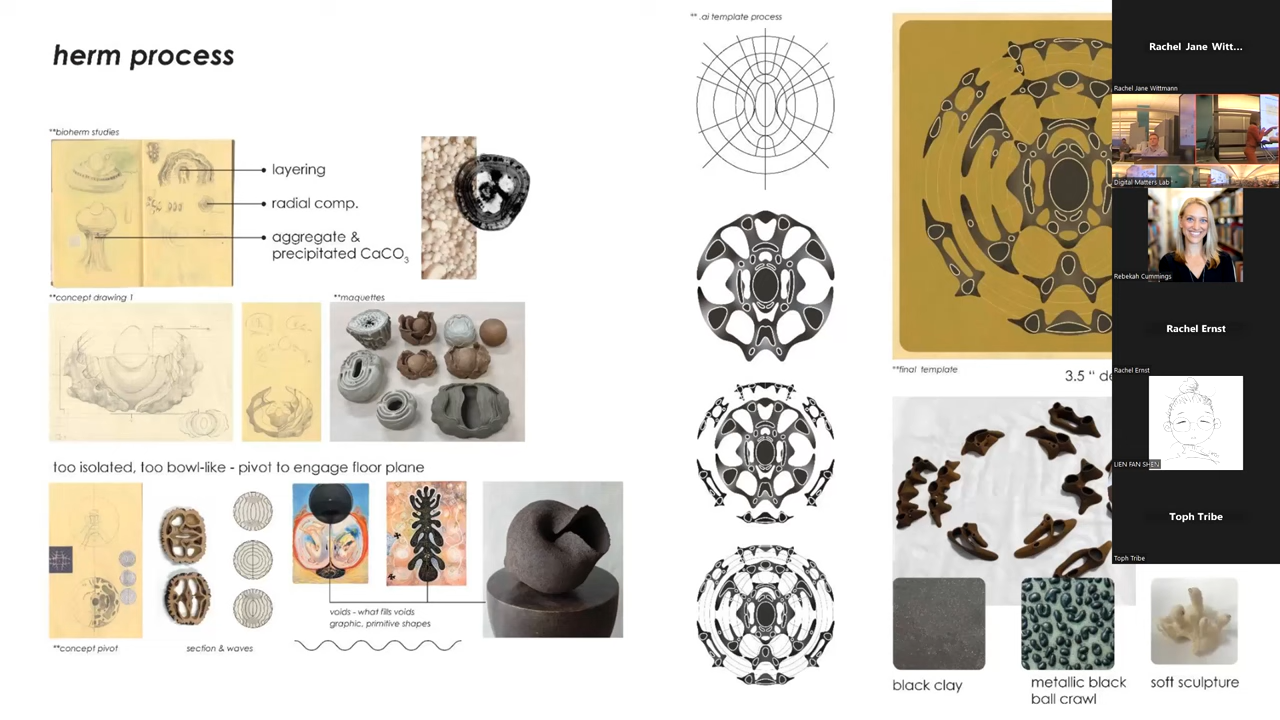 herm process
**bioherm studies
layering
radial comp.
aggregate &
precipitated CaCO3
**concept drawing 1
**maquettes
too isolated, too bowl-like - pivot to engage floor plane
voids - what fills voids
graphic, primitive shapes
**concept pivot
section & waves
** .ai template process
**final template
3.5 " de
black clay
metallic black
ball crawl
soft sculpture
Rachel Jane Witt...
Rachel Jane Wittmann
Digital Matters Lab
Rebekah Cummings
Rachel Ernst
Rachel Ernst
LIEN FAN SHEN
Toph Tribe
Toph Tribe